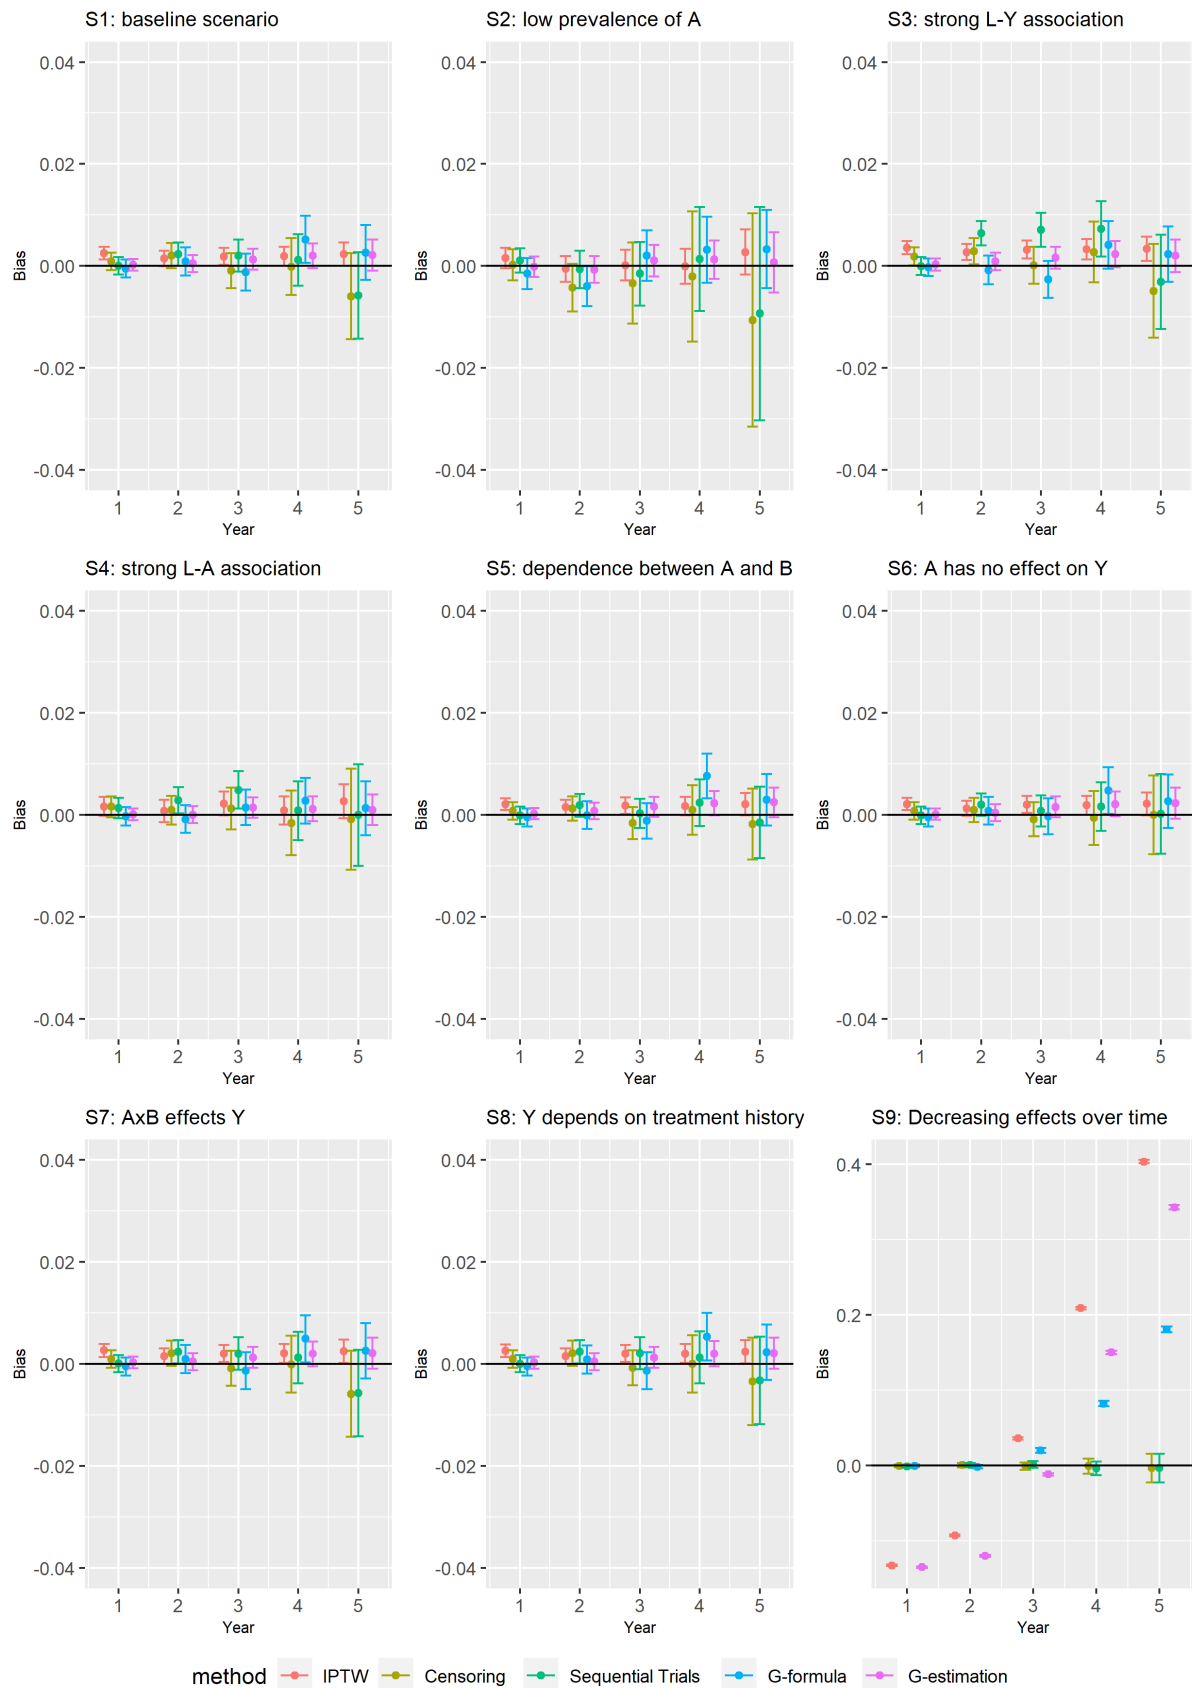 S1: baseline scenario
S2: low prevalence of A
S3: strong L-Y association
0.04
0.02
0.00
-0.02
-0.04
Bias
1 2 3 4 5
Year
0.04
0.02
0.00
-0.02
-0.04
Bias
1 2 3 4 5
Year
0.04
0.02
0.00
-0.02
-0.04
Bias
1 2 3 4 5
Year
S4: strong L-A association
S5: dependence between A and B
S6: A has no effect on Y
0.04
0.02
0.00
-0.02
-0.04
Bias
1 2 3 4 5
Year
0.04
0.02
0.00
-0.02
-0.04
Bias
1 2 3 4 5
Year
0.04
0.02
0.00
-0.02
-0.04
Bias
1 2 3 4 5
Year
S7: AxB effects Y
S8: Y depends on treatment history
S9: Decreasing effects over time
0.04
0.02
0.00
-0.02
-0.04
Bias
1 2 3 4 5
Year
0.04
0.02
0.00
-0.02
-0.04
Bias
1 2 3 4 5
Year
0.4
0.2
0.0
Bias
1 2 3 4 5
Year
method IPTW Censoring Sequential Trials G-formula G-estimation